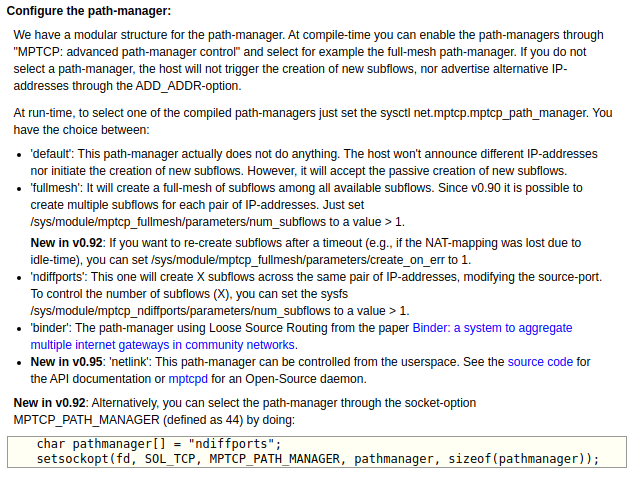 Configure the path-manager:
We have a modular structure for the path-manager. At compile-time you can enable the path-managers through
"MPTCP: advanced path-manager control" and select for example the full-mesh path-manager. If you do not
select a path-manager, the host will not trigger the creation of new subflows, nor advertise alternative IP-
addresses through the ADD_ADDR-option.
At run-time, to select one of the compiled path-managers just set the sysctl net.mptcp.mptcp_path_manager. You
have the choice between:
• 'default': This path-manager actually does not do anything. The host won't announce different IP-addresses
nor initiate the creation of new subflows. However, it will accept the passive creation of new subflows.
• 'fullmesh': It will create a full-mesh of subflows among all available subflows. Since v0.90 it is possible to
create multiple subflows for each pair of IP-addresses. Just set
/sys/module/mptcp_fullmesh/parameters/num_subflows to a value > 1.
New in v0.92: If you want to re-create subflows after a timeout (e.g., if the NAT-mapping was lost due to
idle-time), you can set /sys/module/mptcp_fullmesh/parameters/create_on_err to 1.
• 'ndiffports': This one will create X subflows across the same pair of IP-addresses, modifying the source-port.
To control the number of subflows (X), you can set the sysfs
/sys/module/mptcp_ndiffports/parameters/num_subflows to a value > 1.
• 'binder': The path-manager using Loose Source Routing from the paper Binder: a system to aggregate
multiple internet gateways in community networks.
• New in v0.95: 'netlink': This path-manager can be controlled from the userspace. See the source code for
the API documentation or mptcpd for an Open-Source daemon.
New in v0.92: Alternatively, you can select the path-manager through the socket-option
MPTCP_PATH_MANAGER (defined as 44) by doing:
char pathmanager[] = "ndiffports";
setsockopt(fd, SOL_TCP, MPTCP_PATH_MANAGER, pathmanager, sizeof(pathmanager));